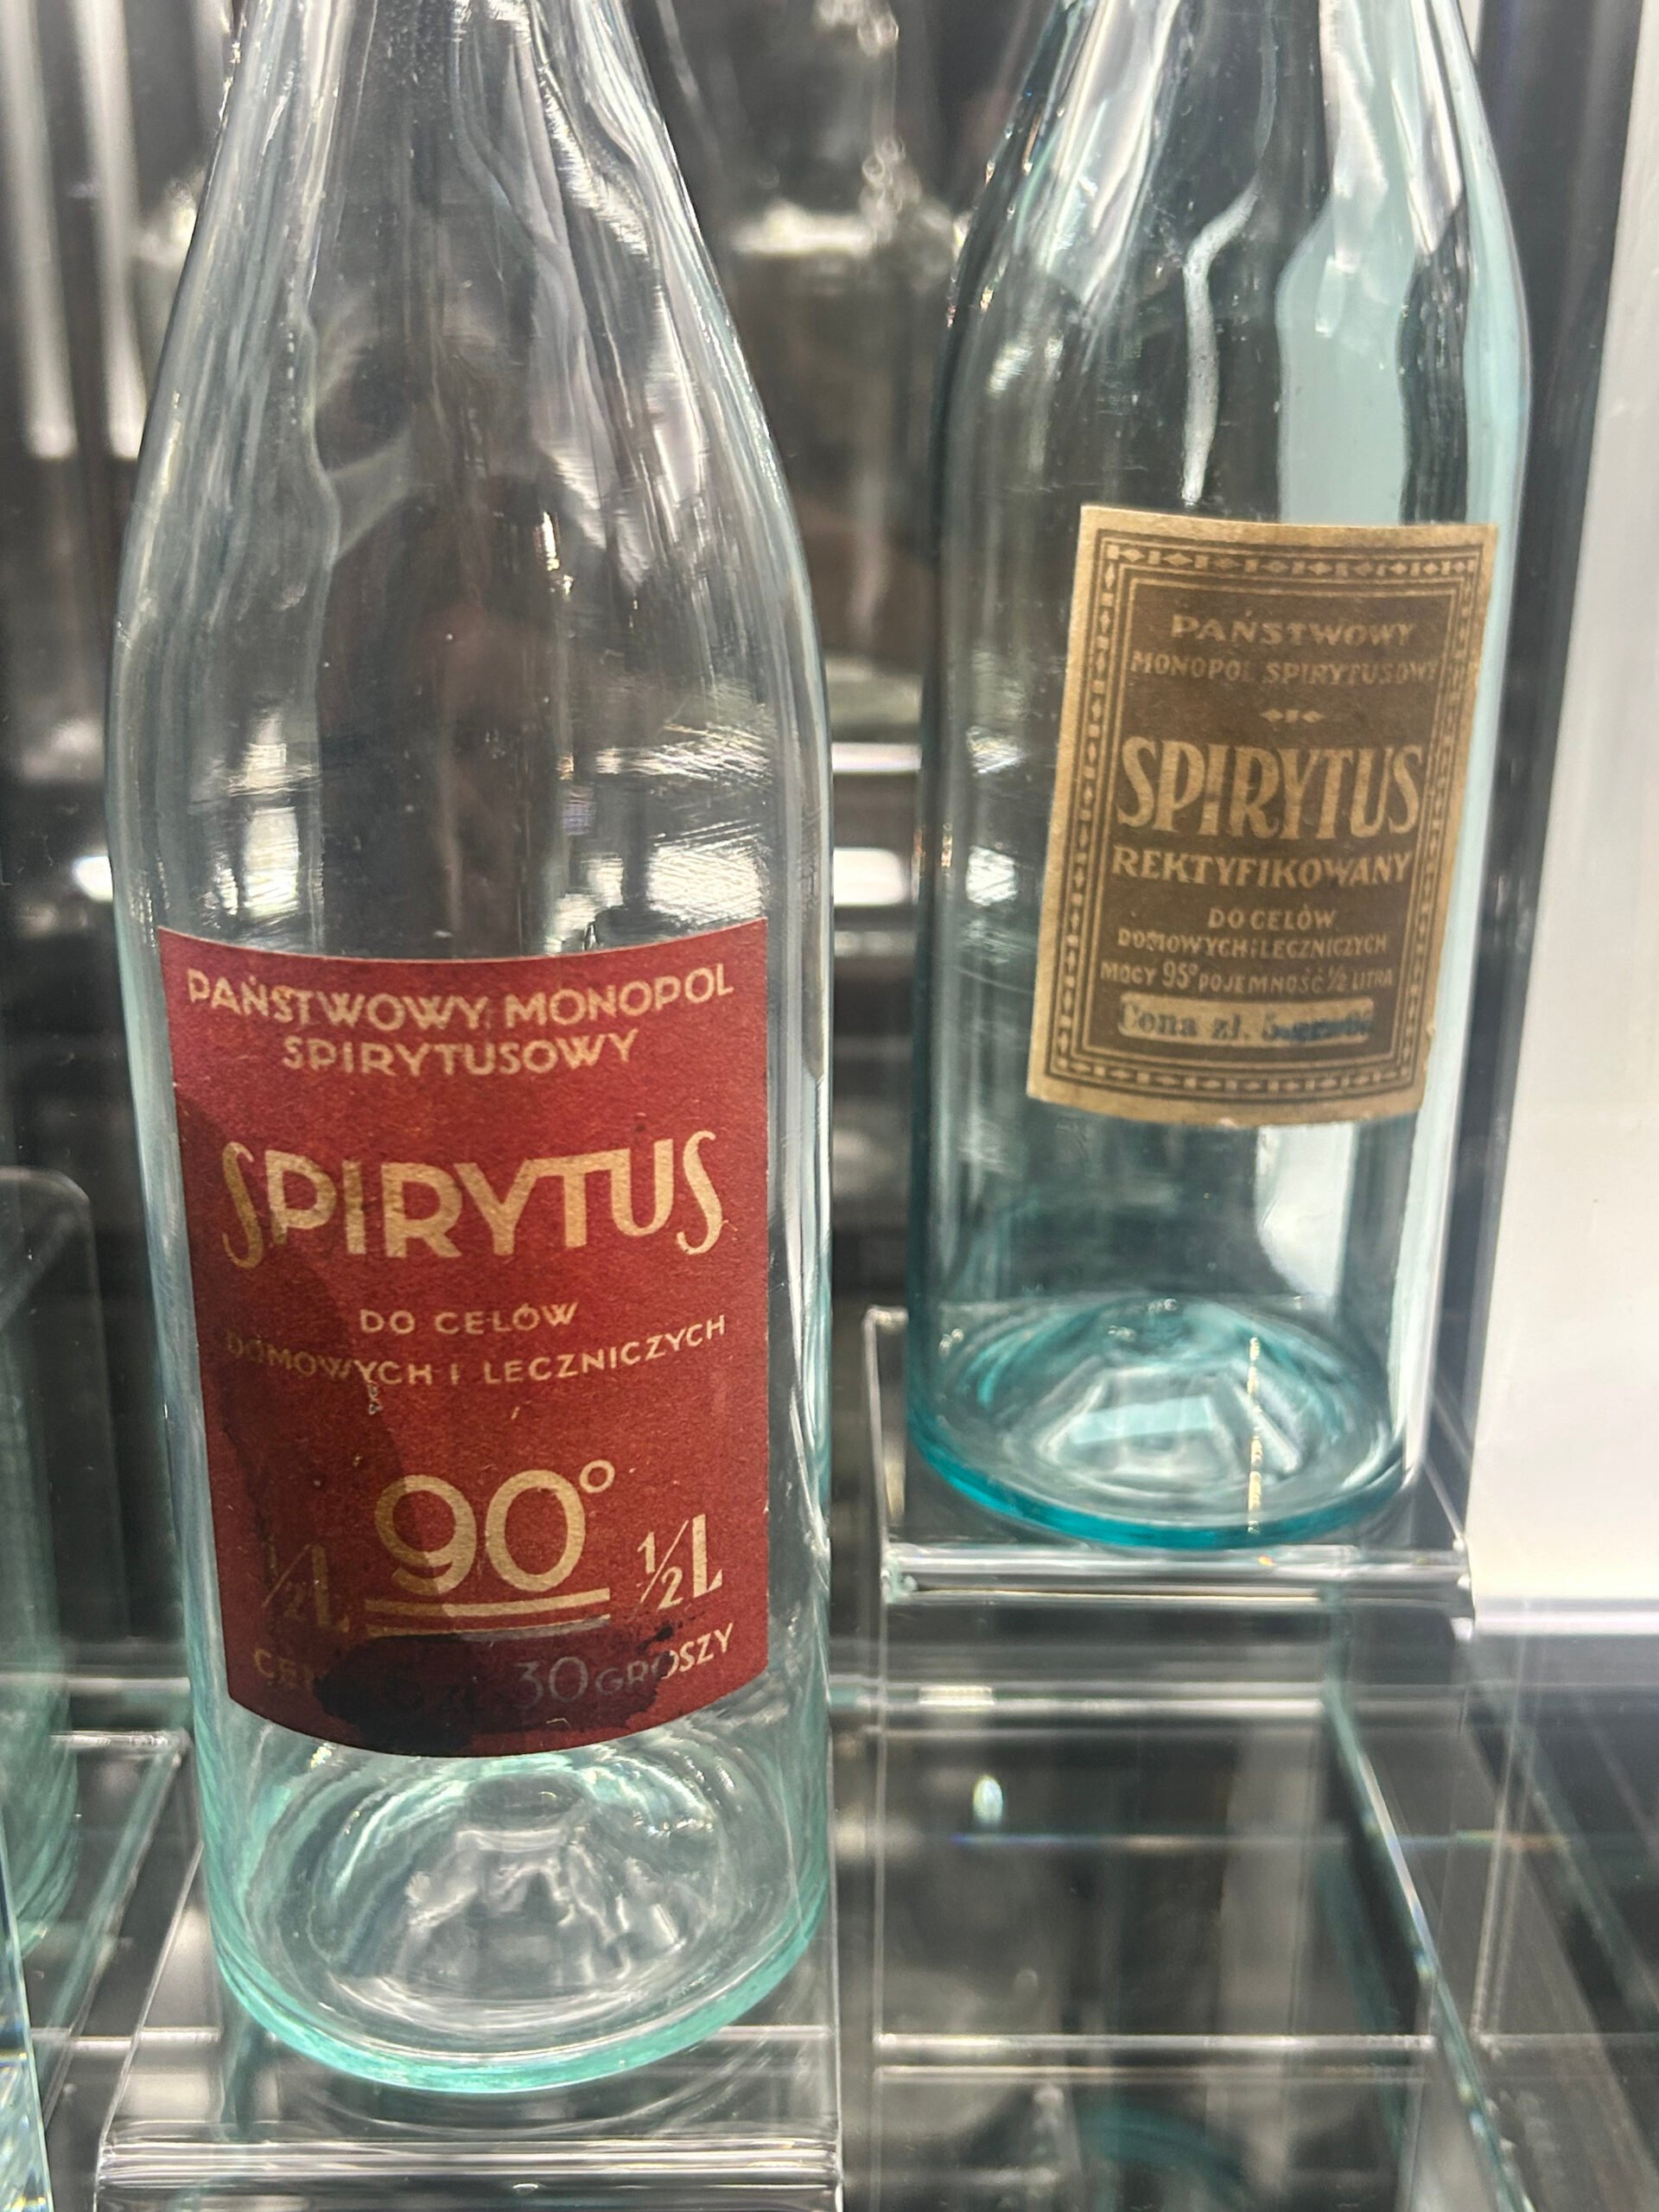 PAŃSTWOWY MONOPOL
SPIRYTUSOWY
SPIRYTUS
DO CELÓW
DOMOWYCH I LECZNICZYCH
90°
½L ½L
30 GROSZY
PAŃSTWOWY
MONOPOL SPIRYTUSOWY
SPIRYTUS
REKTYFIKOWANY
DO CELÓW
DOMOWYCH i LECZNICZYCH
MOCY 95° POJEMNOŚĆ ½ LITRA
Cena zł.